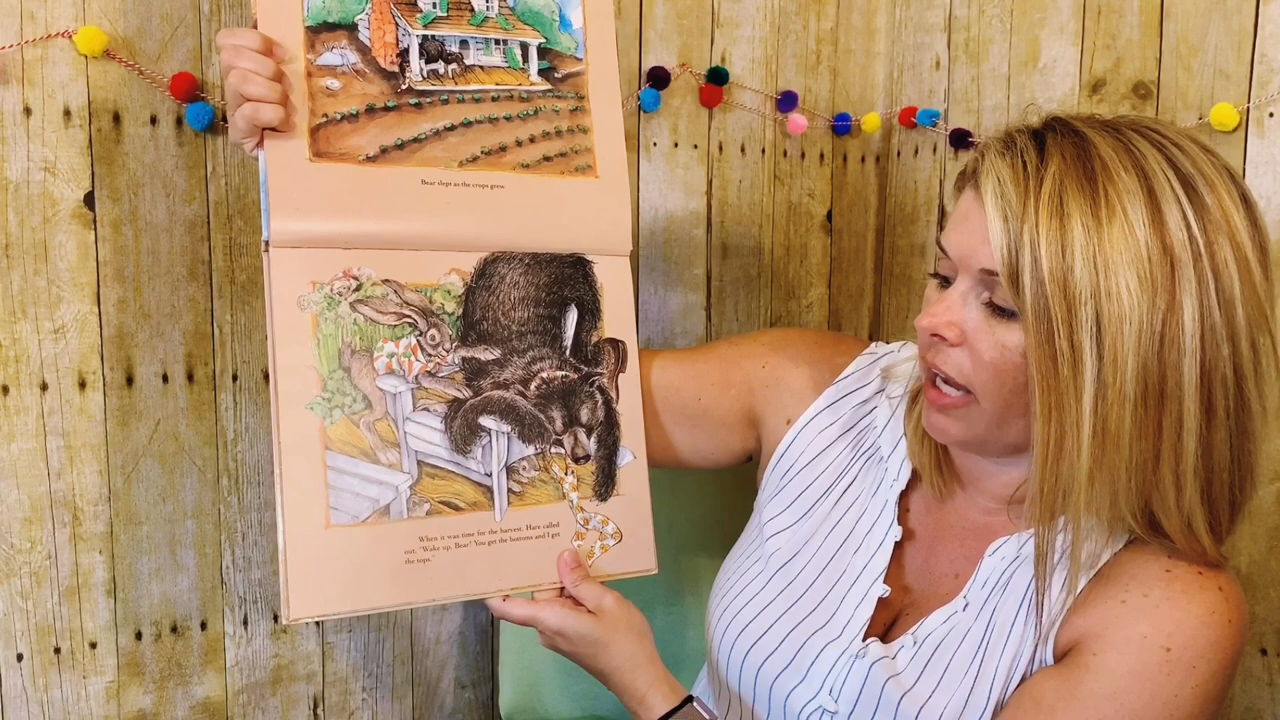 Bear slept as the crops grew.
When it was time for the harvest, Hare called
out, "Wake up, Bear! You get the bottoms and I get
the tops."